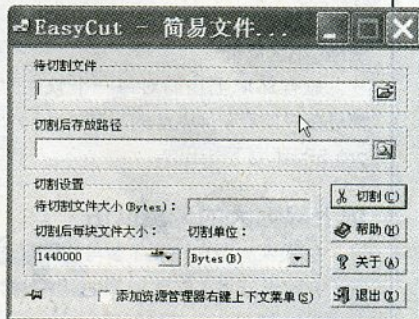 EasyCut - 简易文件...
待切割文件
切割后存放路径
切割设置
待切割文件大小(Bytes):
切割后每块文件大小: 切割单位:
1440000 Bytes(B)
切割(C)
帮助(H)
关于(A)
添加资源管理器右键上下文菜单(S)
退出(X)